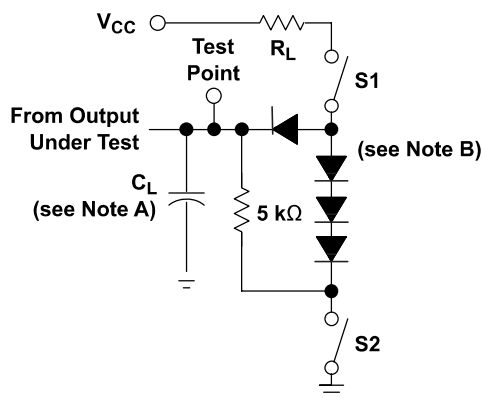 VCC
RL
Test
Point
S1
From Output
Under Test
(see Note B)
CL
(see Note A)
5 kΩ
S2